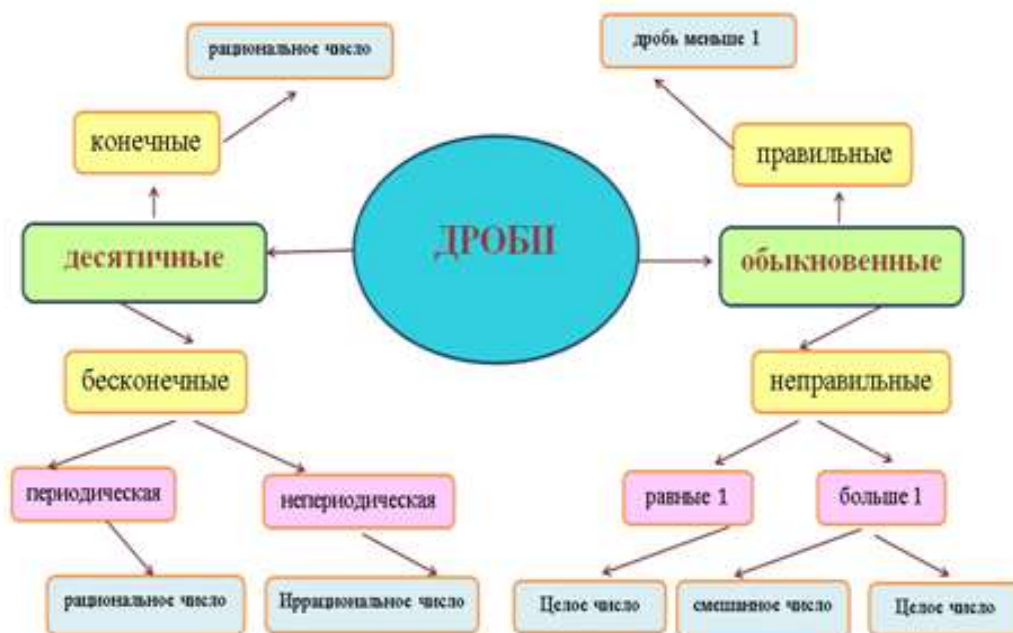 рациональное число
дробь меньше 1
конечные
правильные
ДРОБИ
десятичные
обыкновенные
бесконечные
неправильные
периодическая
непериодическая
равные 1
больше 1
рациональное число
Иррациональное число
Целое число
смешанное число
Целое число